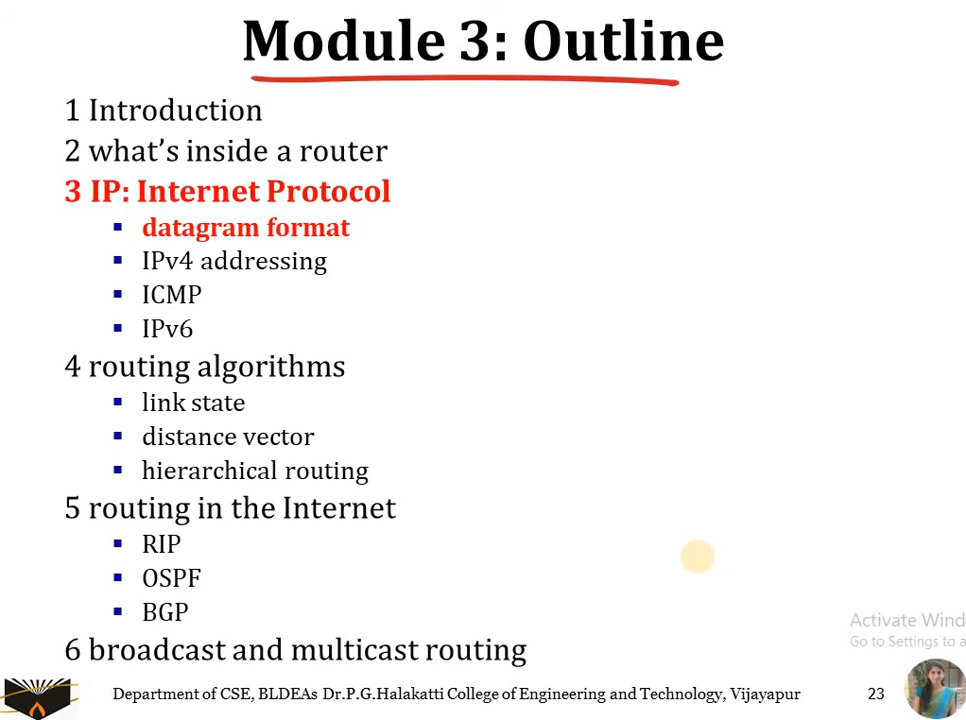 Module 3: Outline
1 Introduction
2 what's inside a router
3 IP: Internet Protocol
▪ datagram format
▪ IPv4 addressing
▪ ICMP
▪ IPv6
4 routing algorithms
▪ link state
▪ distance vector
▪ hierarchical routing
5 routing in the Internet
▪ RIP
▪ OSPF
▪ BGP
6 broadcast and multicast routing
Activate Wind
Go to Settings to a
Department of CSE, BLDEAs Dr.P.G.Halakatti College of Engineering and Technology, Vijayapur 23